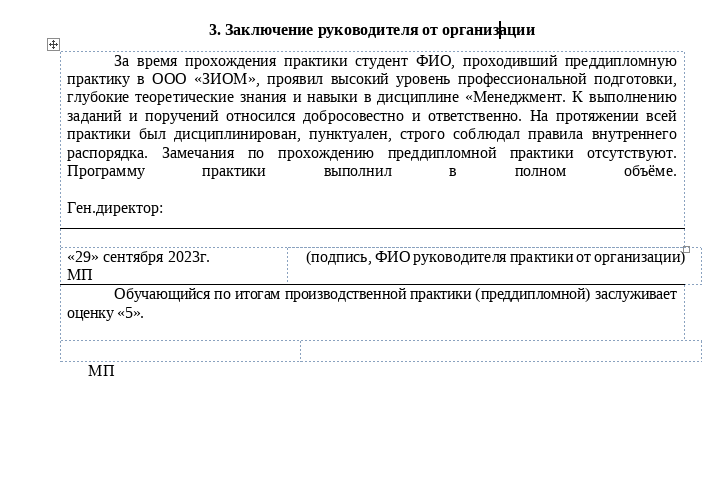 3. Заключение руководителя от организации
За время прохождения практики студент ФИО, проходивший преддипломную
практику в ООО «ЗИОМ», проявил высокий уровень профессиональной подготовки,
глубокие теоретические знания и навыки в дисциплине «Менеджмент. К выполнению
заданий и поручений относился добросовестно и ответственно. На протяжении всей
практики был дисциплинирован, пунктуален, строго соблюдал правила внутреннего
распорядка. Замечания по прохождению преддипломной практики отсутствуют.
Программу практики выполнил в полном объёме.
Ген.директор:
«29» сентября 2023г. (подпись, ФИО руководителя практики от организации)
МП
Обучающийся по итогам производственной практики (преддипломной) заслуживает
оценку «5».
МП